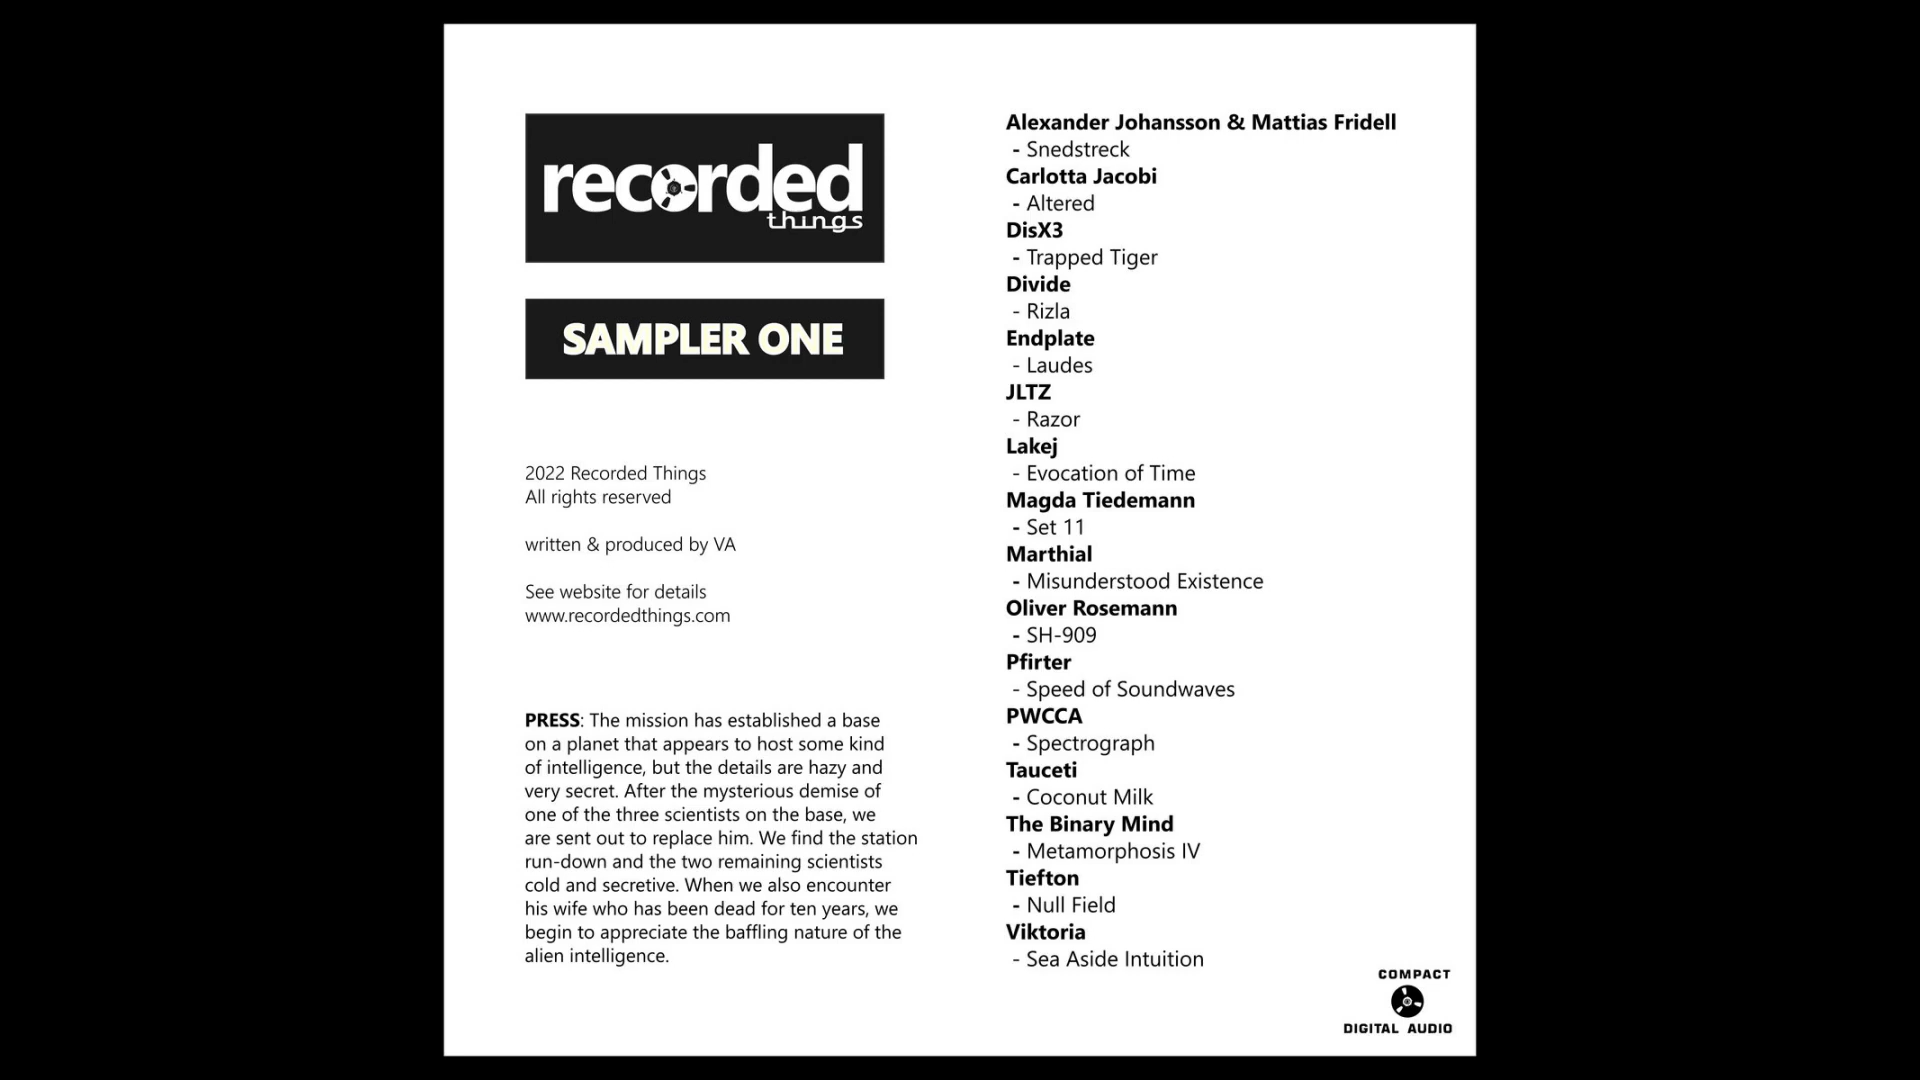 recorded
things
SAMPLER ONE
2022 Recorded Things
All rights reserved
written & produced by VA
See website for details
www.recordedthings.com
PRESS: The mission has established a base
on a planet that appears to host some kind
of intelligence, but the details are hazy and
very secret. After the mysterious demise of
one of the three scientists on the base, we
are sent out to replace him. We find the station
run-down and the two remaining scientists
cold and secretive. When we also encounter
his wife who has been dead for ten years, we
begin to appreciate the baffling nature of the
alien intelligence.
Alexander Johansson & Mattias Fridell
- Snedstreck
Carlotta Jacobi
- Altered
DisX3
- Trapped Tiger
Divide
- Rizla
Endplate
- Laudes
JLTZ
- Razor
Lakej
- Evocation of Time
Magda Tiedemann
- Set 11
Marthial
- Misunderstood Existence
Oliver Rosemann
- SH-909
Pfirter
- Speed of Soundwaves
PWCCA
- Spectrograph
Tauceti
- Coconut Milk
The Binary Mind
- Metamorphosis IV
Tiefton
- Null Field
Viktoria
- Sea Aside Intuition
COMPACT
DIGITAL AUDIO